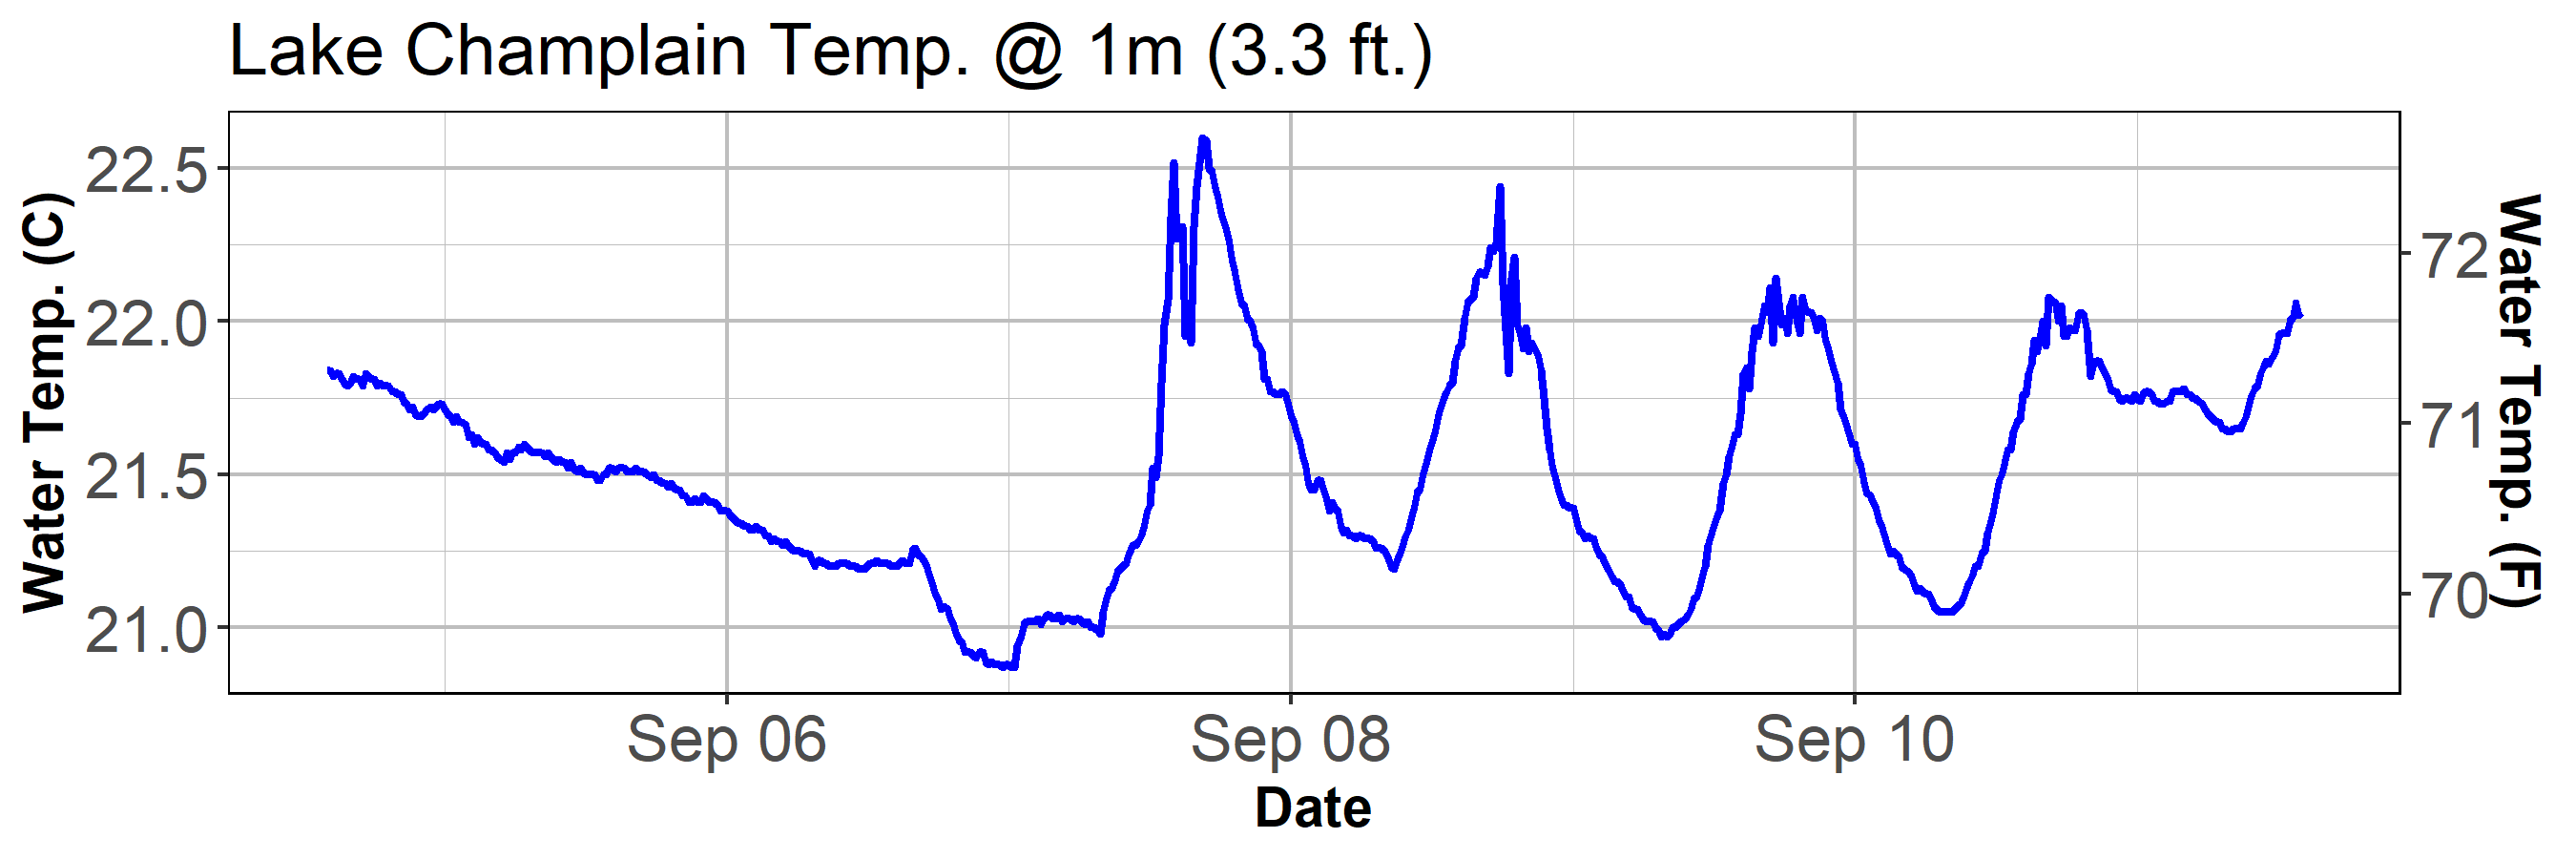 Lake Champlain Temp. @ 1m (3.3 ft.)
Water Temp. (C)
22.5
22.0
21.5
21.0
72
71
70
Water Temp. (F)
Sep 06
Sep 08
Sep 10
Date